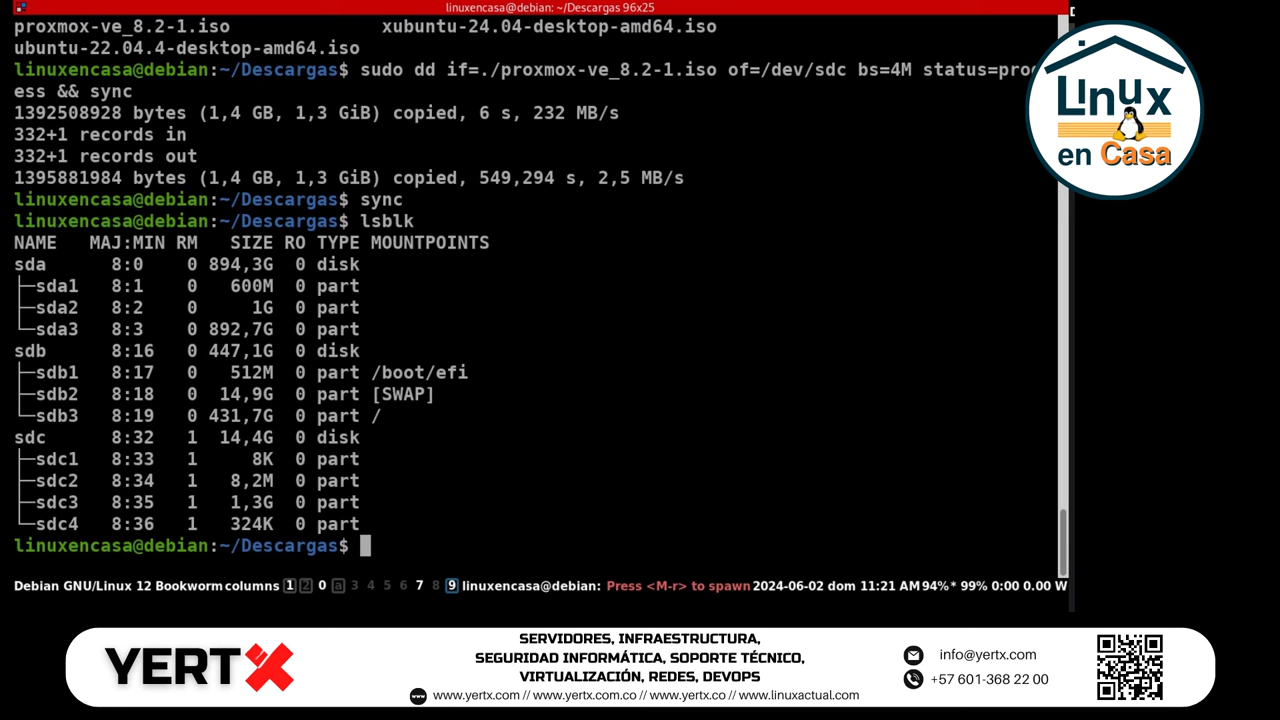 linuxencasa@debian: ~/Descargas 96x25
proxmox-ve_8.2-1.iso xubuntu-24.04-desktop-amd64.iso
ubuntu-22.04.4-desktop-amd64.iso
linuxencasa@debian:~/Descargas$ sudo dd if=./proxmox-ve_8.2-1.iso of=/dev/sdc bs=4M status=prog
ess && sync
1392508928 bytes (1,4 GB, 1,3 GiB) copied, 6 s, 232 MB/s
332+1 records in
332+1 records out
1395881984 bytes (1,4 GB, 1,3 GiB) copied, 549,294 s, 2,5 MB/s
linuxencasa@debian:~/Descargas$ sync
linuxencasa@debian:~/Descargas$ lsblk
NAME MAJ:MIN RM SIZE RO TYPE MOUNTPOINTS
sda 8:0 0 894,3G 0 disk
├─sda1 8:1 0 600M 0 part
├─sda2 8:2 0 1G 0 part
└─sda3 8:3 0 892,7G 0 part
sdb 8:16 0 447,1G 0 disk
├─sdb1 8:17 0 512M 0 part /boot/efi
├─sdb2 8:18 0 14,9G 0 part [SWAP]
└─sdb3 8:19 0 431,7G 0 part /
sdc 8:32 1 14,4G 0 disk
├─sdc1 8:33 1 8K 0 part
├─sdc2 8:34 1 8,2M 0 part
├─sdc3 8:35 1 1,3G 0 part
└─sdc4 8:36 1 324K 0 part
linuxencasa@debian:~/Descargas$
Linux
en Casa
Debian GNU/Linux 12 Bookworm columns 1 2 0 a 3 4 5 6 7 8 9 linuxencasa@debian: Press <M-r> to spawn 2024-06-02 dom 11:21 AM 94%* 99% 0:00 0.00 W
YERTX
SERVIDORES, INFRAESTRUCTURA,
SEGURIDAD INFORMÁTICA, SOPORTE TÉCNICO,
VIRTUALIZACIÓN, REDES, DEVOPS
www.yertx.com // www.yertx.com.co // www.yertx.co // www.linuxactual.com
info@yertx.com
+57 601-368 22 00